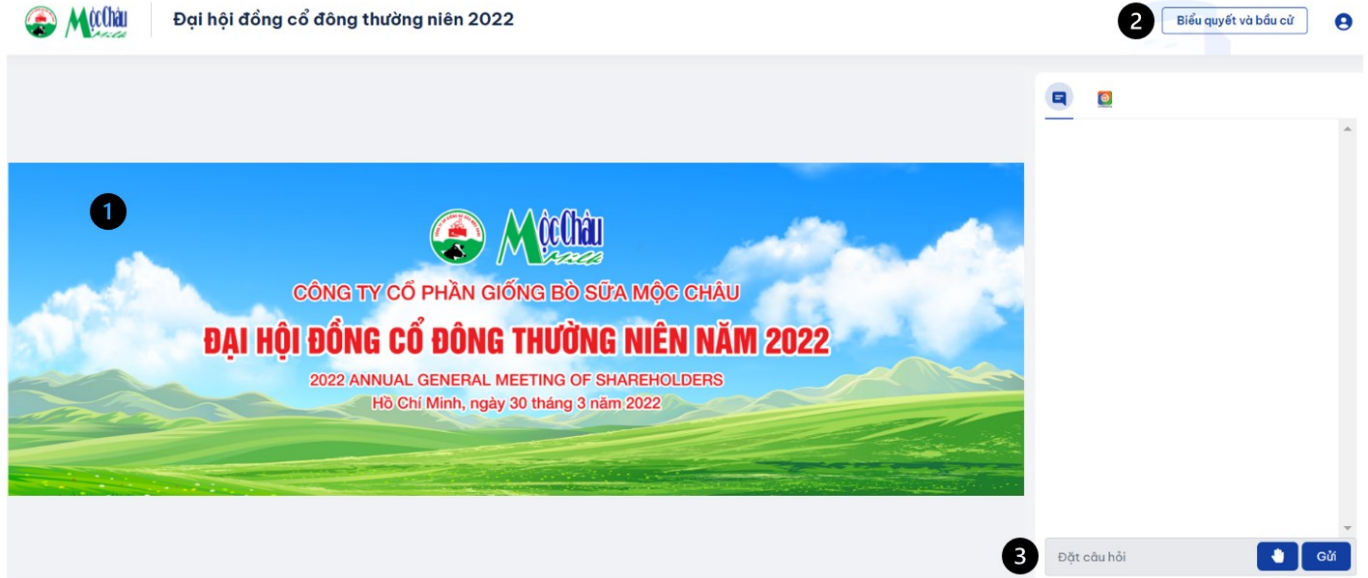 MộcChâu
Milk
Đại hội đồng cổ đông thường niên 2022
2
Biểu quyết và bầu cử
1
MộcChâu
Milk
CÔNG TY CỔ PHẦN GIỐNG BÒ SỮA MỘC CHÂU
ĐẠI HỘI ĐỒNG CỔ ĐÔNG THƯỜNG NIÊN NĂM 2022
2022 ANNUAL GENERAL MEETING OF SHAREHOLDERS
Hồ Chí Minh, ngày 30 tháng 3 năm 2022
3
Đặt câu hỏi
Gửi